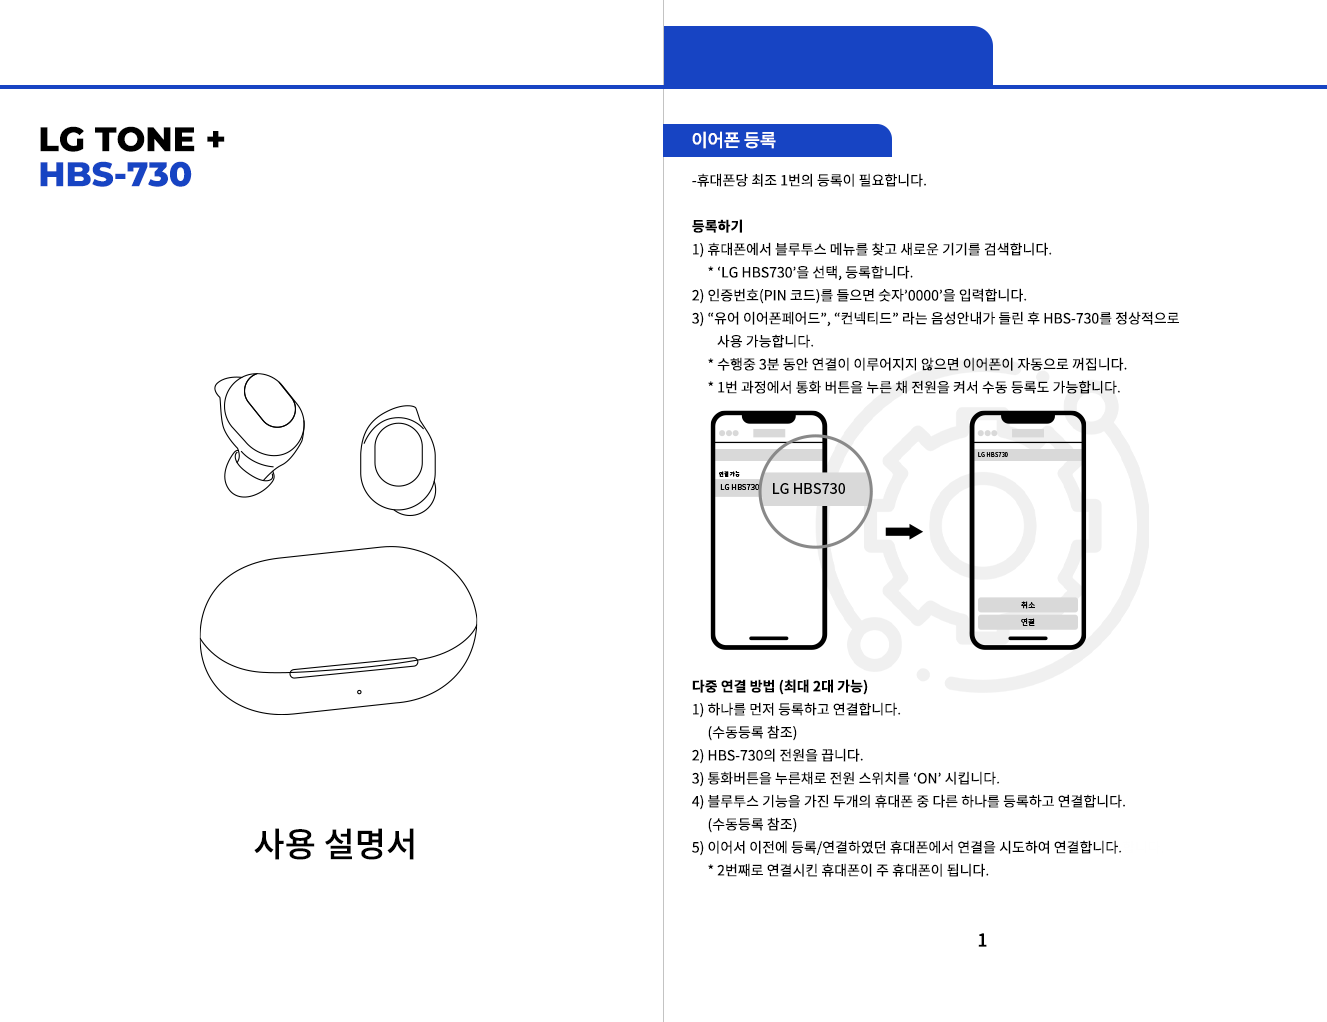 LG TONE +
HBS-730
사용 설명서
이어폰 등록
-휴대폰당 최조 1번의 등록이 필요합니다.
등록하기
1) 휴대폰에서 블루투스 메뉴를 찾고 새로운 기기를 검색합니다.
* ‘LG HBS730’을 선택, 등록합니다.
2) 인증번호(PIN 코드)를 들으면 숫자’0000’을 입력합니다.
3) “유어 이어폰페어드”, “컨넥티드” 라는 음성안내가 들린 후 HBS-730를 정상적으로
사용 가능합니다.
* 수행중 3분 동안 연결이 이루어지지 않으면 이어폰이 자동으로 꺼집니다.
* 1번 과정에서 통화 버튼을 누른 채 전원을 켜서 수동 등록도 가능합니다.
연결 가능
LG HBS730
LG HBS730
LG HBS730
취소
연결
다중 연결 방법 (최대 2대 가능)
1) 하나를 먼저 등록하고 연결합니다.
(수동등록 참조)
2) HBS-730의 전원을 끕니다.
3) 통화버튼을 누른채로 전원 스위치를 ‘ON’ 시킵니다.
4) 블루투스 기능을 가진 두개의 휴대폰 중 다른 하나를 등록하고 연결합니다.
(수동등록 참조)
5) 이어서 이전에 등록/연결하였던 휴대폰에서 연결을 시도하여 연결합니다.
* 2번째로 연결시킨 휴대폰이 주 휴대폰이 됩니다.
1